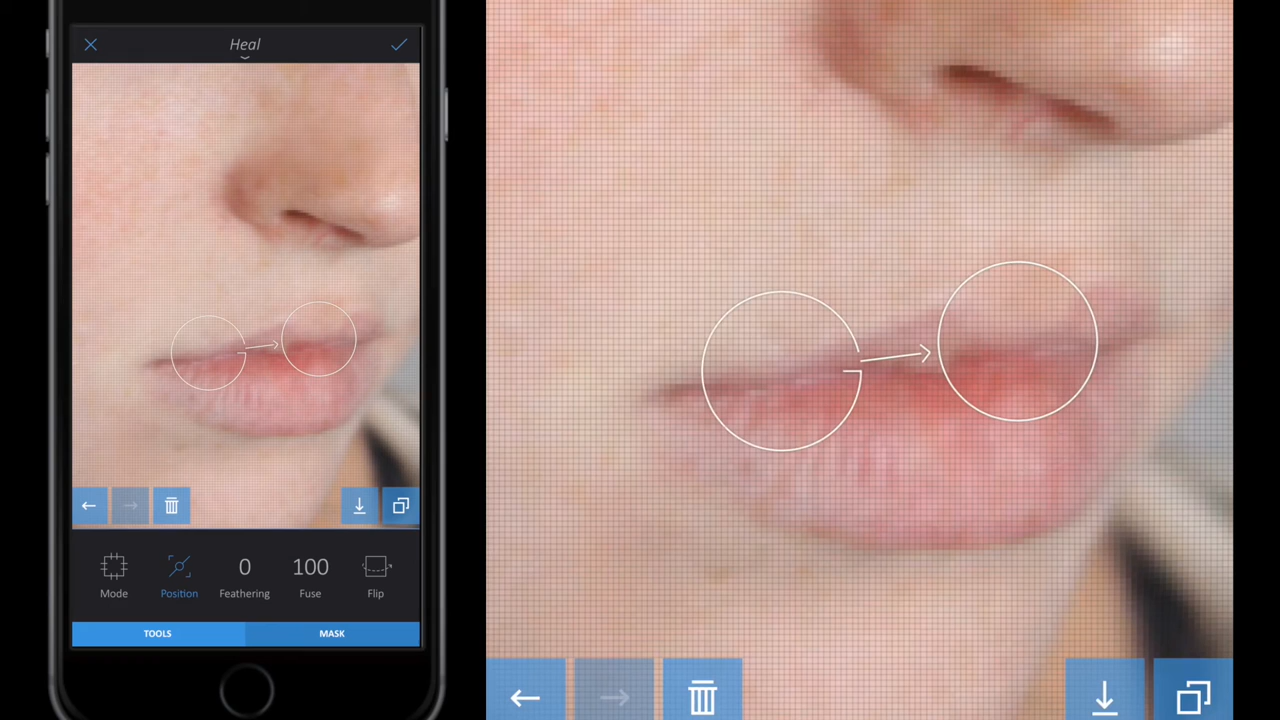 Heal
0
100
Mode
Position
Feathering
Fuse
Flip
TOOLS
MASK